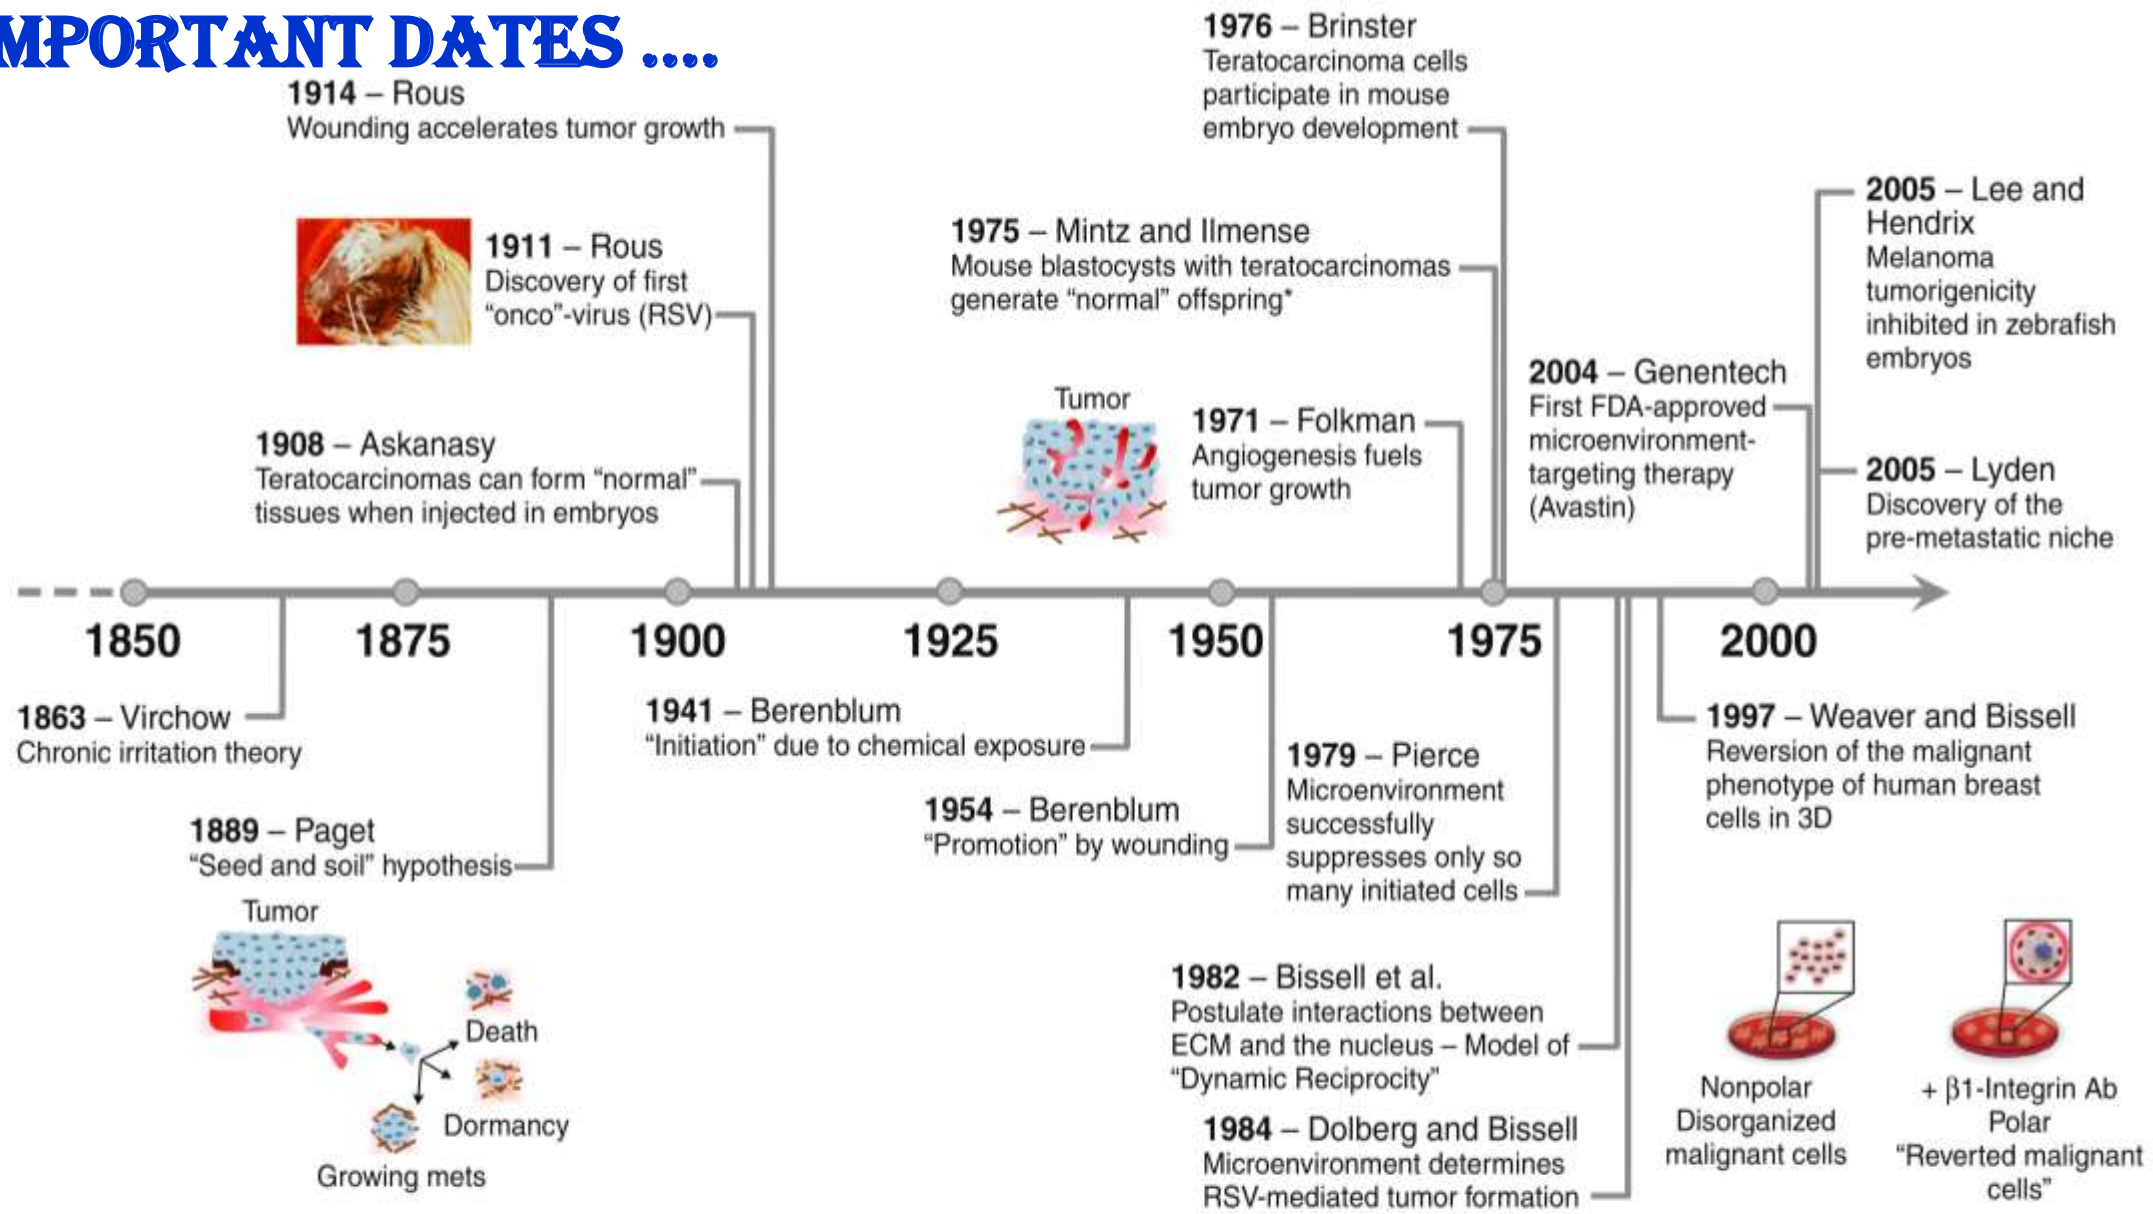 MPORTANT DATES ....
1914 – Rous
Wounding accelerates tumor growth
1911 – Rous
Discovery of first
“onco”-virus (RSV)
1908 – Askanasy
Teratocarcinomas can form “normal”
tissues when injected in embryos
1976 – Brinster
Teratocarcinoma cells
participate in mouse
embryo development
1975 – Mintz and Ilmense
Mouse blastocysts with teratocarcinomas
generate “normal” offspring*
Tumor
1971 – Folkman
Angiogenesis fuels
tumor growth
2004 – Genentech
First FDA-approved
microenvironment-
targeting therapy
(Avastin)
2005 – Lee and
Hendrix
Melanoma
tumorigenicity
inhibited in zebrafish
embryos
2005 – Lyden
Discovery of the
pre-metastatic niche
1850 1875 1900 1925 1950 1975 2000
1863 – Virchow
Chronic irritation theory
1889 – Paget
“Seed and soil” hypothesis
Tumor
Death
Dormancy
Growing mets
1941 – Berenblum
“Initiation” due to chemical exposure
1954 – Berenblum
“Promotion” by wounding
1979 – Pierce
Microenvironment
successfully
suppresses only so
many initiated cells
1982 – Bissell et al.
Postulate interactions between
ECM and the nucleus – Model of
“Dynamic Reciprocity”
1984 – Dolberg and Bissell
Microenvironment determines
RSV-mediated tumor formation
1997 – Weaver and Bissell
Reversion of the malignant
phenotype of human breast
cells in 3D
Nonpolar
Disorganized
malignant cells
+ β1-Integrin Ab
Polar
“Reverted malignant
cells”